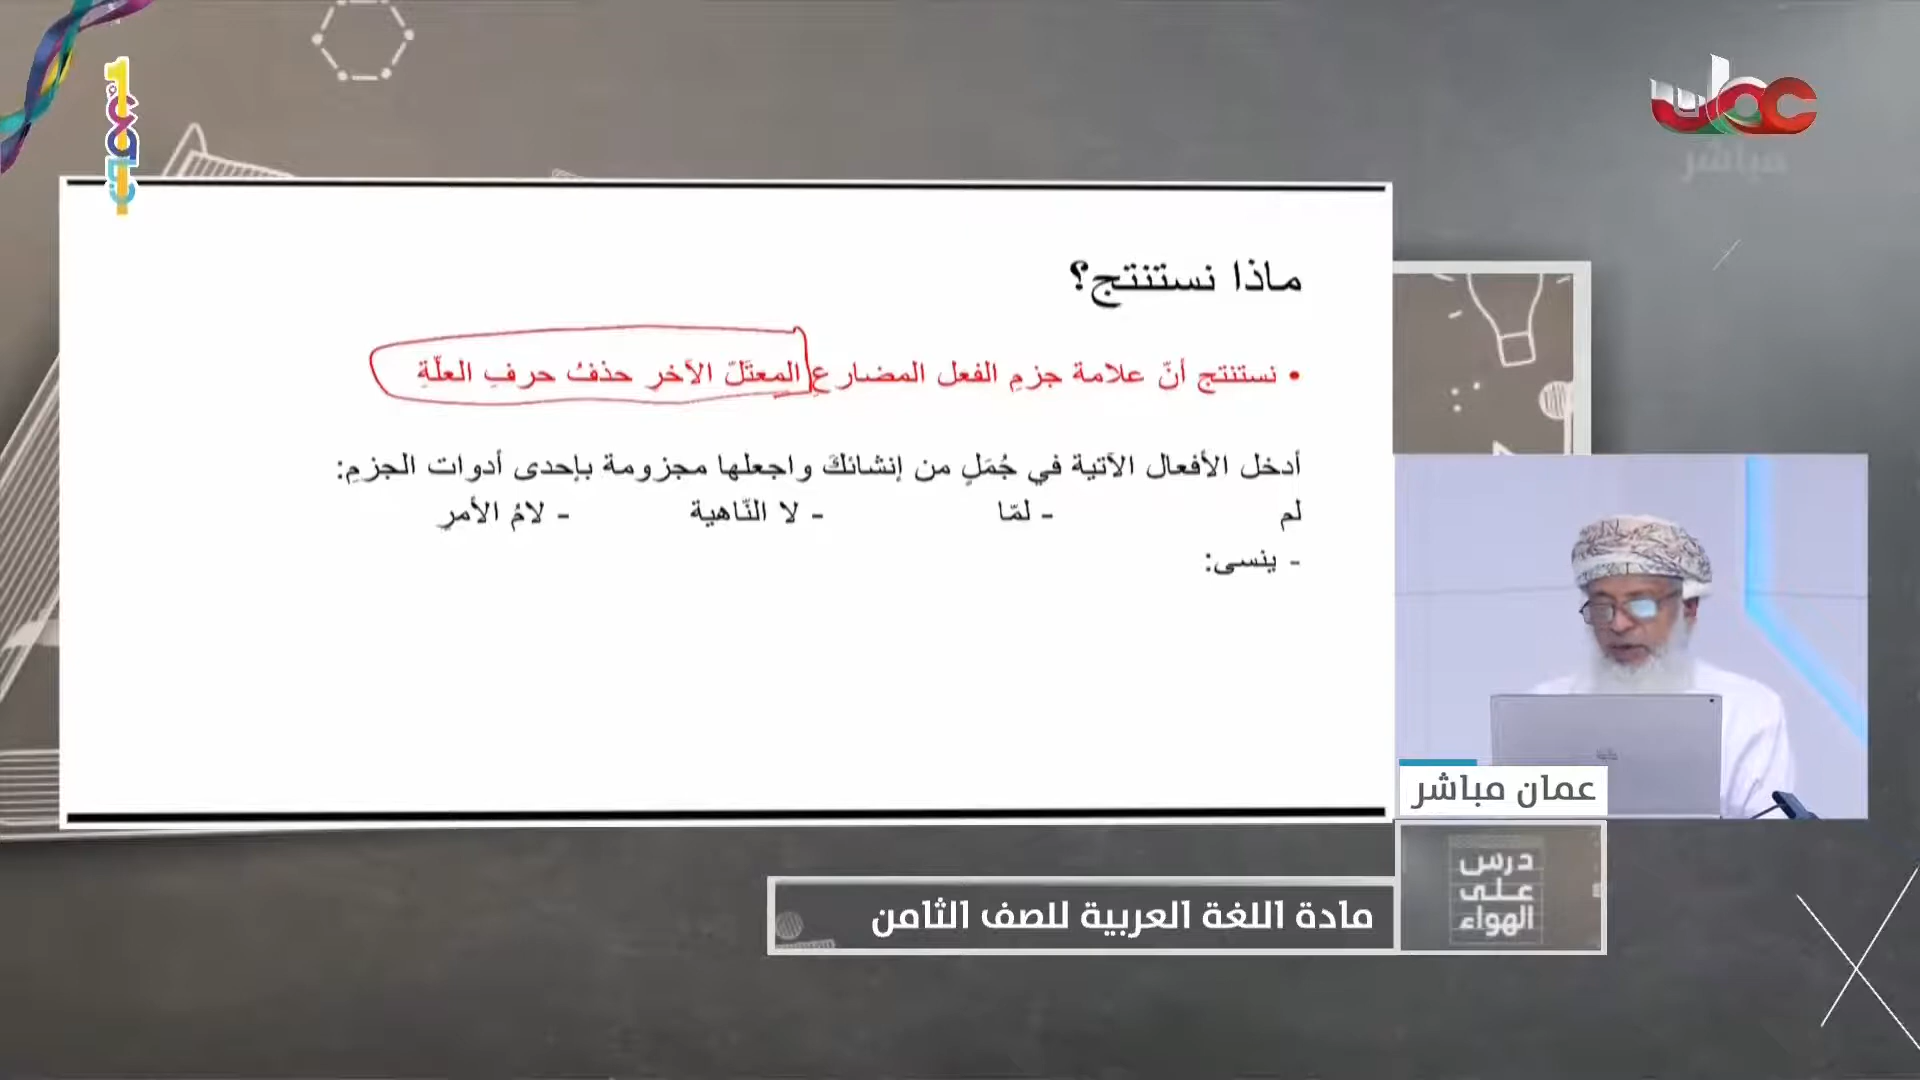 عمان
مباشر
ماذا نستنتج؟
• نستنتج أنّ علامة جزمِ الفعل المضارعِ المعتَلّ الآخرِ حذفُ حرفِ العلّةِ
أدخل الأفعال الآتية في جُمَلٍ من إنشائكَ واجعلها مجزومة بإحدى أدوات الجزمِ:
لم - لمّا - لا النّاهية - لامُ الأمرِ
- ينسى:
عمان مباشر
درس
على
الهواء
مادة اللغة العربية للصف الثامن